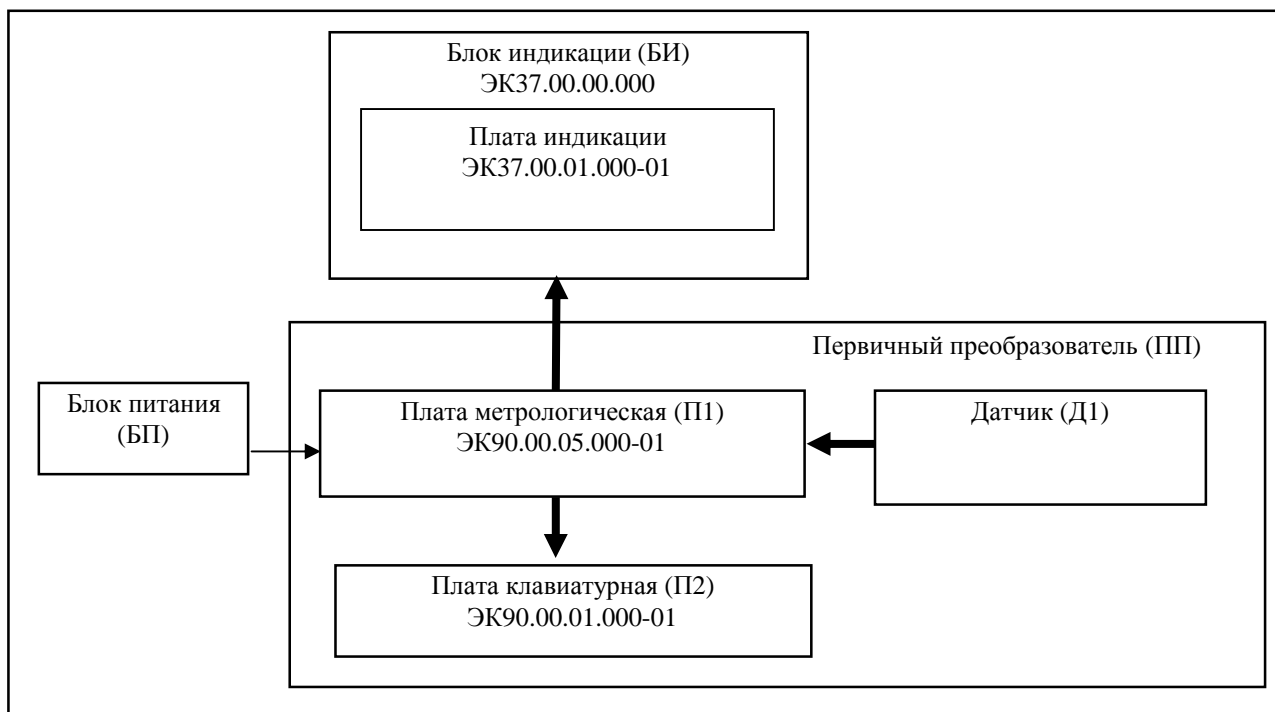 Блок индикации (БИ)
ЭК37.00.00.000
Плата индикации
ЭК37.00.01.000-01
Первичный преобразователь (ПП)
Блок питания
(БП)
Плата метрологическая (П1)
ЭК90.00.05.000-01
Датчик (Д1)
Плата клавиатурная (П2)
ЭК90.00.01.000-01